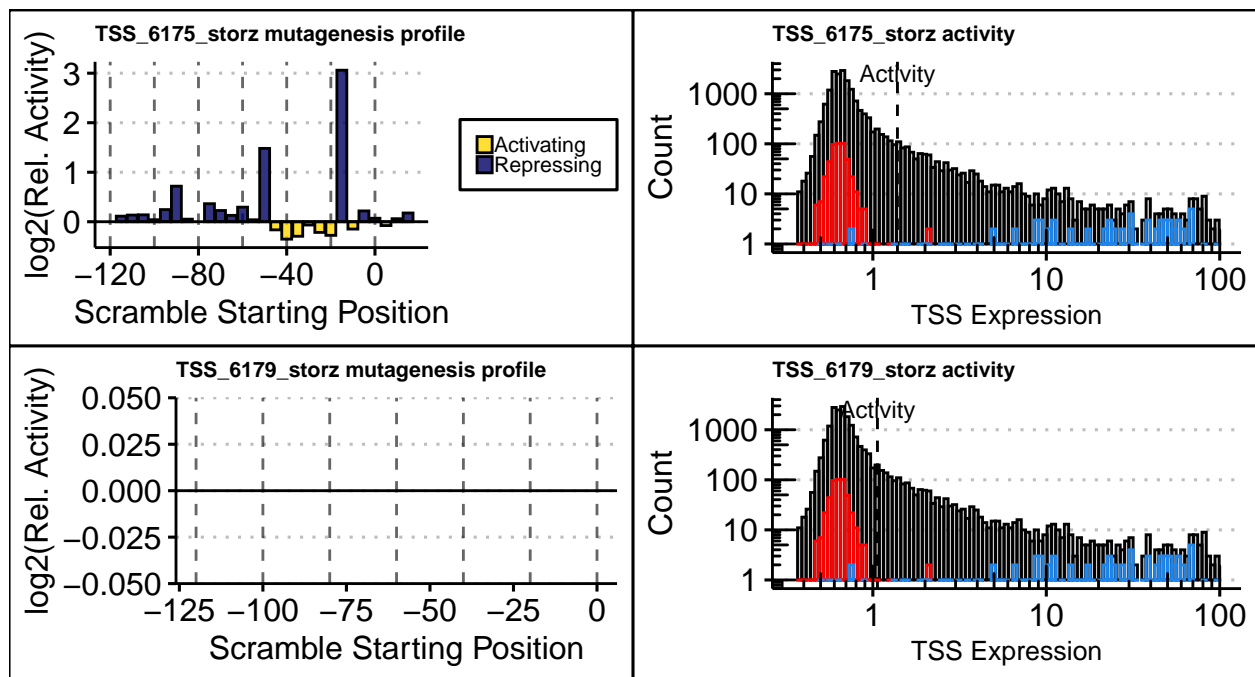 TSS_6175_storz mutagenesis profile
log2(Rel. Activity)
3
2
1
0
−120 −80 −40 0
Scramble Starting Position
Activating
Repressing
TSS_6175_storz activity
Activity
Count
1000
100
10
1
1 10 100
TSS Expression
TSS_6179_storz mutagenesis profile
log2(Rel. Activity)
0.050
0.025
0.000
−0.025
−0.050
−125 −100 −75 −50 −25 0
Scramble Starting Position
TSS_6179_storz activity
Activity
Count
1000
100
10
1
1 10 100
TSS Expression